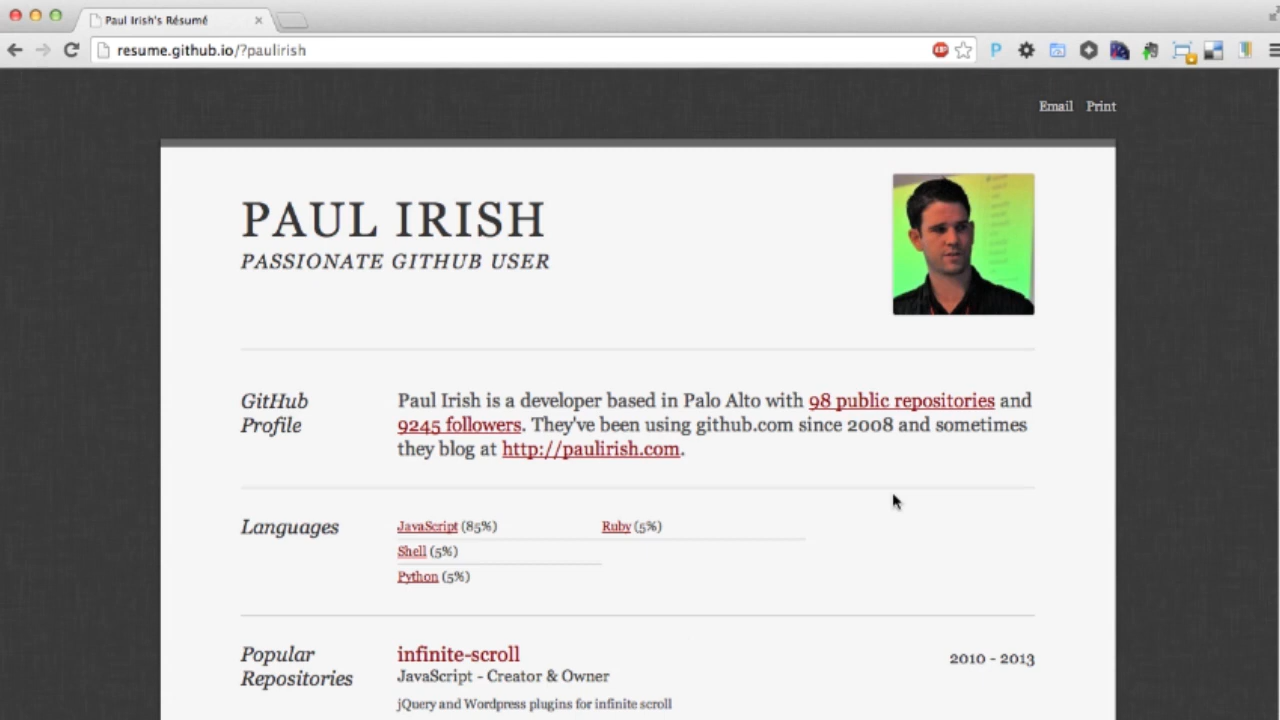 Paul Irish's Résumé
resume.github.io/?paulirish
Email Print
PAUL IRISH
PASSIONATE GITHUB USER
GitHub
Profile
Paul Irish is a developer based in Palo Alto with 98 public repositories and
9245 followers. They've been using github.com since 2008 and sometimes
they blog at http://paulirish.com.
Languages
JavaScript (85%) Ruby (5%)
Shell (5%)
Python (5%)
Popular
Repositories
infinite-scroll 2010 - 2013
JavaScript - Creator & Owner
jQuery and Wordpress plugins for infinite scroll